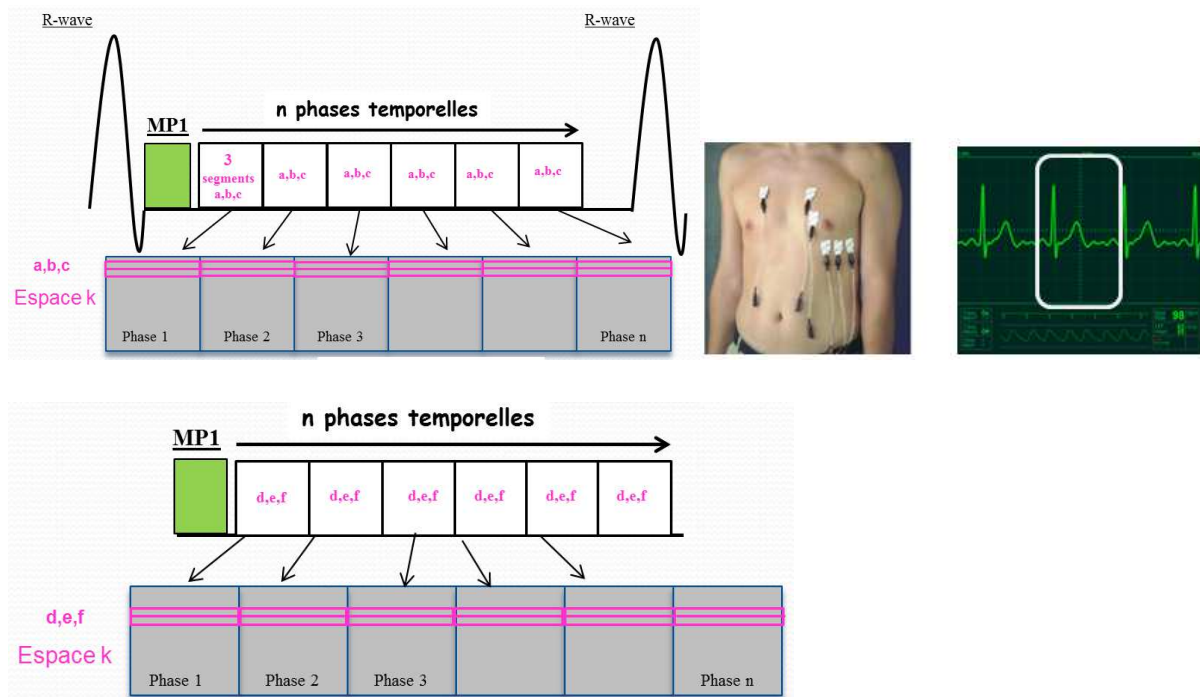 R-wave
R-wave
n phases temporelles
MP1
3
segments
a,b,c
a,b,c
a,b,c
a,b,c
a,b,c
a,b,c
a,b,c
Espace k
Phase 1
Phase 2
Phase 3
Phase n
98
n phases temporelles
MP1
d,e,f
d,e,f
d,e,f
d,e,f
d,e,f
d,e,f
d,e,f
Espace k
Phase 1
Phase 2
Phase 3
Phase n